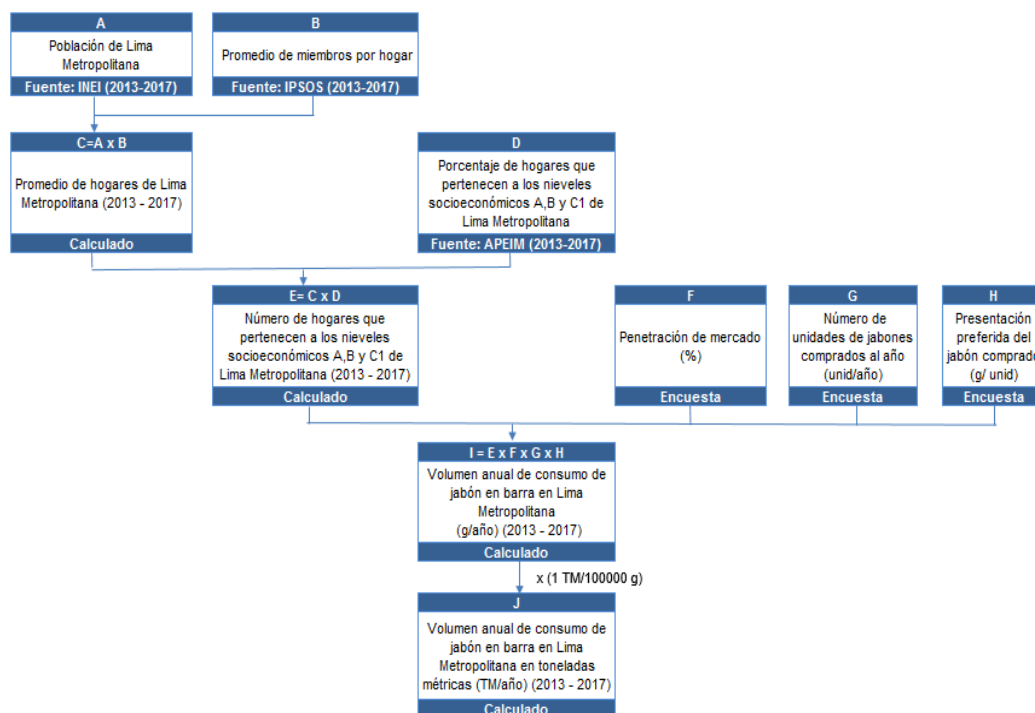 A
Población de Lima
Metropolitana
Fuente: INEI (2013-2017)
B
Promedio de miembros por hogar
Fuente: IPSOS (2013-2017)
C=A x B
Promedio de hogares de Lima
Metropolitana (2013 - 2017)
Calculado
D
Porcentaje de hogares que
pertenecen a los nieveles
socioeconómicos A,B y C1 de
Lima Metropolitana
Fuente: APEIM (2013-2017)
E= C x D
Número de hogares que
pertenecen a los nieveles
socioeconómicos A,B y C1 de
Lima Metropolitana (2013 - 2017)
Calculado
F
Penetración de mercado
(%)
Encuesta
G
Número de
unidades de jabones
comprados al año
(unid/año)
Encuesta
H
Presentación
preferida del
jabón comprado
(g/ unid)
Encuesta
I = E x F x G x H
Volumen anual de consumo de
jabón en barra en Lima
Metropolitana
(g/año) (2013 - 2017)
Calculado
x (1 TM/100000 g)
J
Volumen anual de consumo de
jabón en barra en Lima
Metropolitana en toneladas
métricas (TM/año) (2013 - 2017)
Calculado